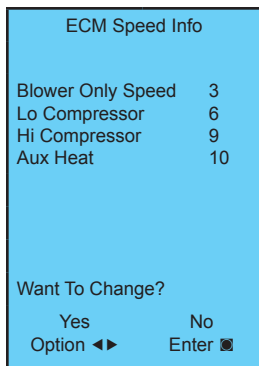 ECM Speed Info
Blower Only Speed 3
Lo Compressor 6
Hi Compressor 9
Aux Heat 10
Want To Change?
Yes No
Option ◄► Enter ◙